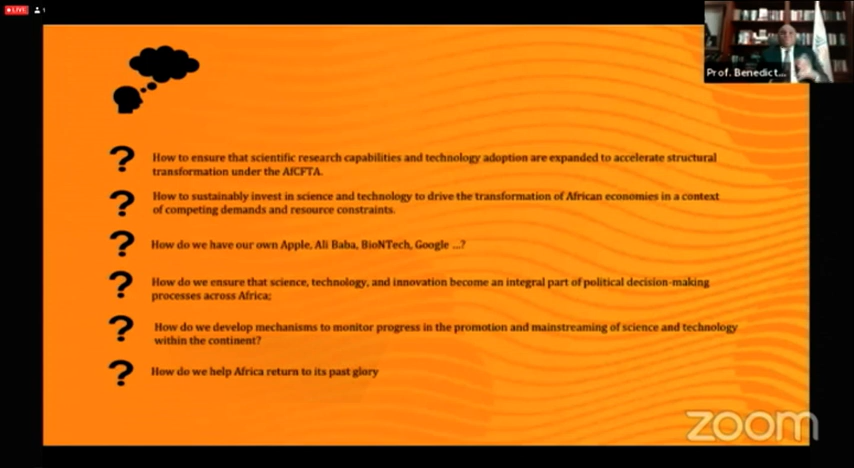 LIVE
1
Prof. Benedict...
? How to ensure that scientific research capabilities and technology adoption are expanded to accelerate structural
transformation under the AfCFTA.
? How to sustainably invest in science and technology to drive the transformation of African economies in a context
of competing demands and resource constraints.
? How do we have our own Apple, Ali Baba, BioNTech, Google ...?
? How do we ensure that science, technology, and innovation become an integral part of political decision-making
processes across Africa;
? How do we develop mechanisms to monitor progress in the promotion and mainstreaming of science and technology
within the continent?
? How do we help Africa return to its past glory
zoom